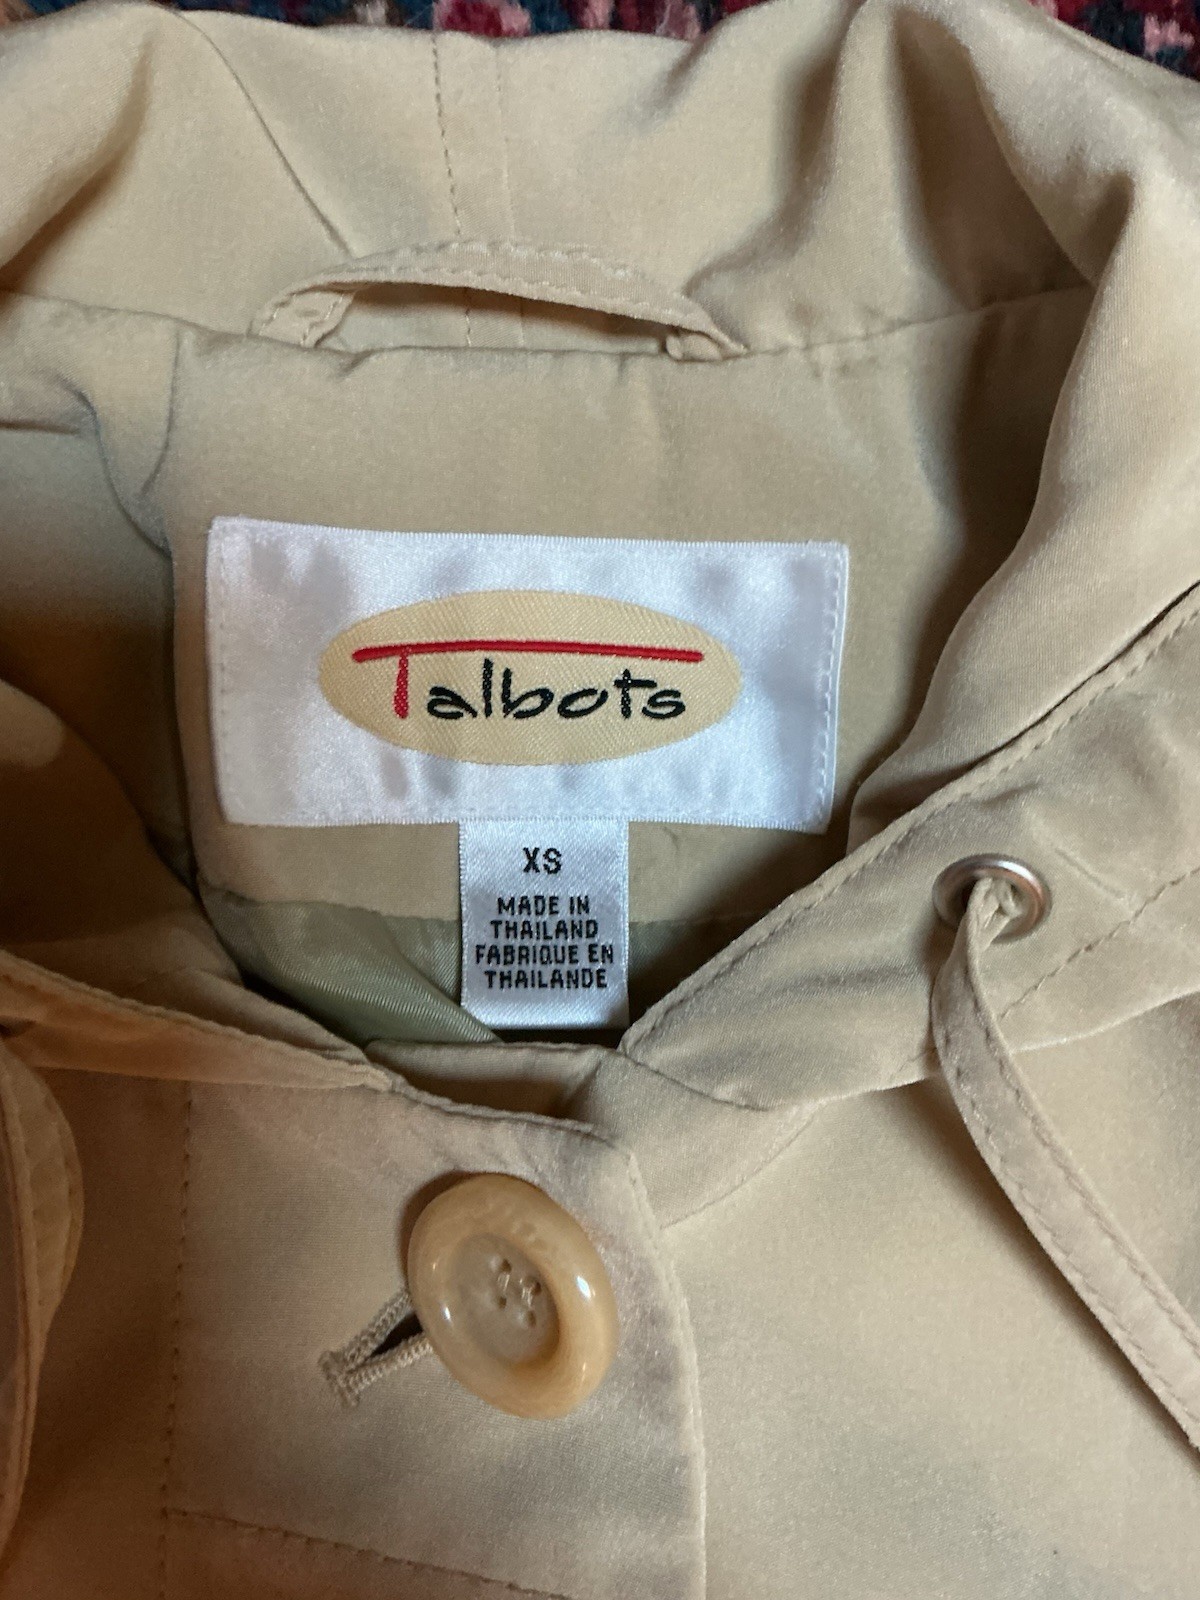 Talbots
XS
MADE IN
THAILAND
FABRIQUE EN
THAILANDE